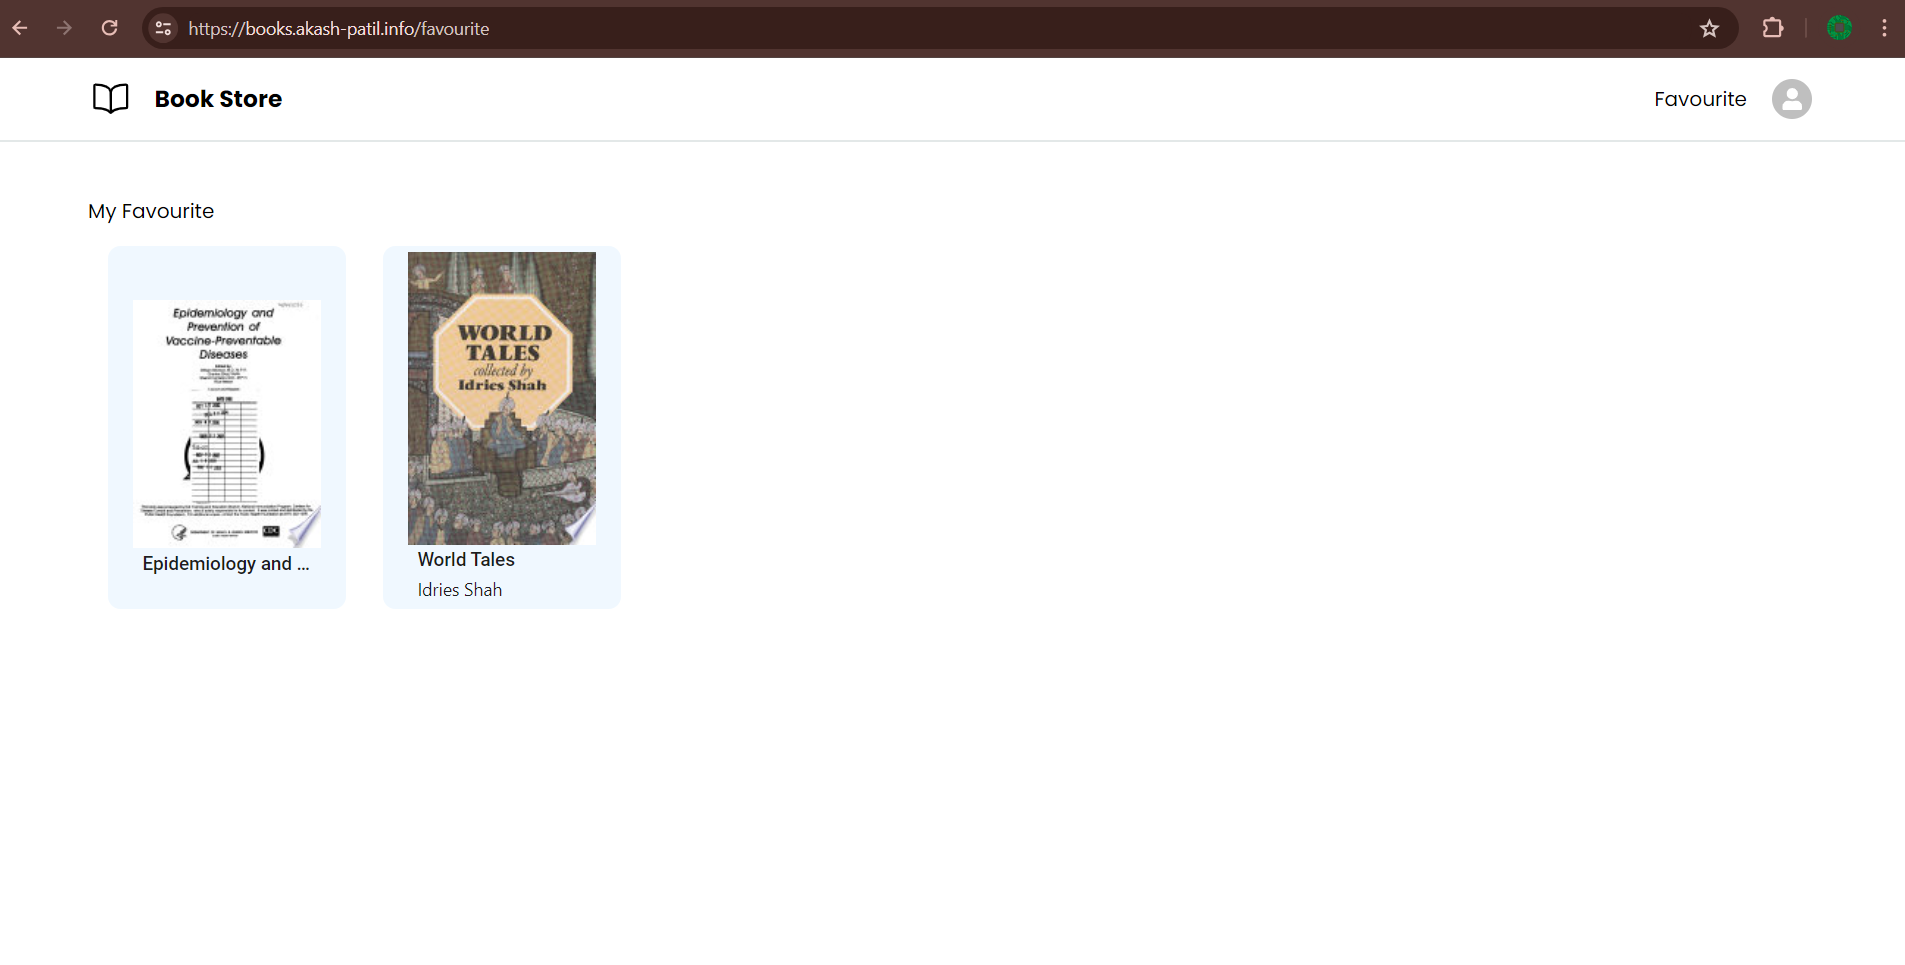 https://books.akash-patil.info/favourite
Book Store
Favourite
My Favourite
Epidemiology and
Prevention of
Vaccine-Preventable
Diseases
Epidemiology and ...
WORLD
TALES
collected by
Idries Shah
World Tales
Idries Shah